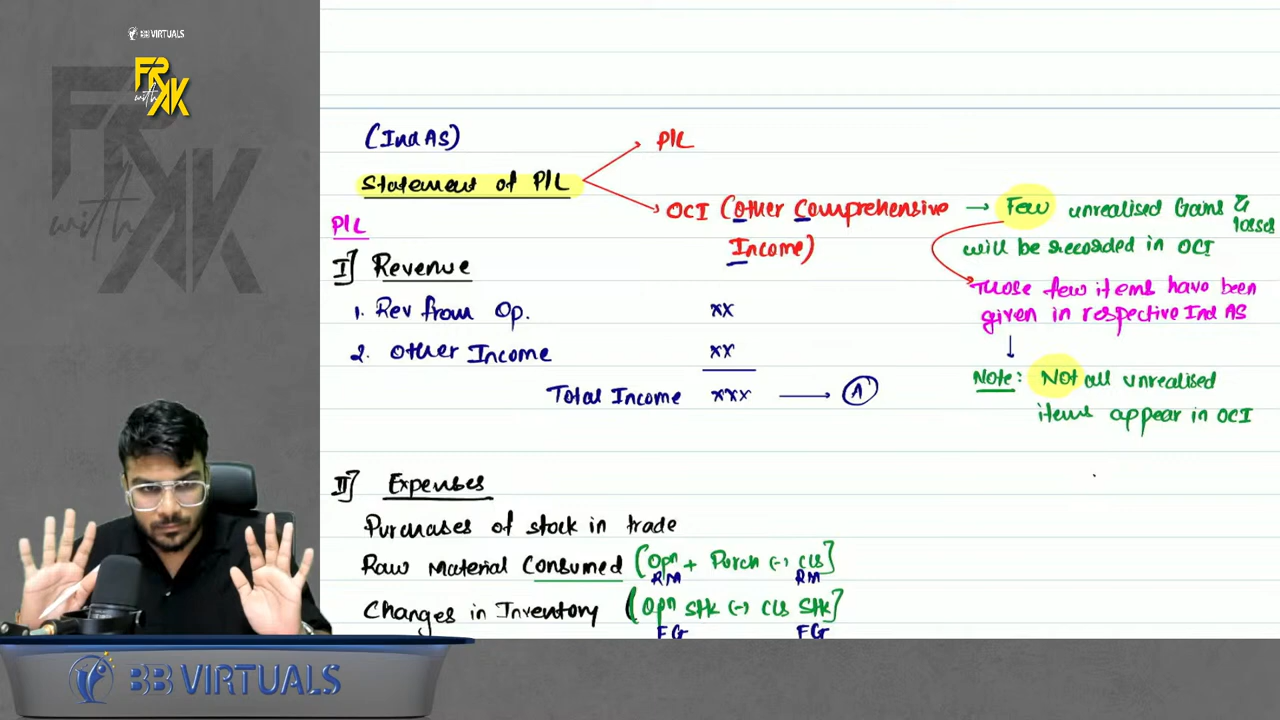 BB VIRTUALS
FR
with
AK
FR
with
AK
(Ind AS)
Statement of P/L
P/L
OCI (Other Comprehensive
Income)
→ Few unrealised Gains &
losses
will be recorded in OCI
Those few items have been
given in respective Ind AS
Note: Not all unrealised
items appear in OCI
P/L
I] Revenue
1. Rev from Op. xx
2. Other Income xx
Total Income xxx → A
II] Expenses
Purchases of stock in trade
Raw Material Consumed [Opn + Purch (-) Cls]
RM RM
Changes in Inventory [Opn Stk (-) Cls Stk]
FG FG
BB VIRTUALS